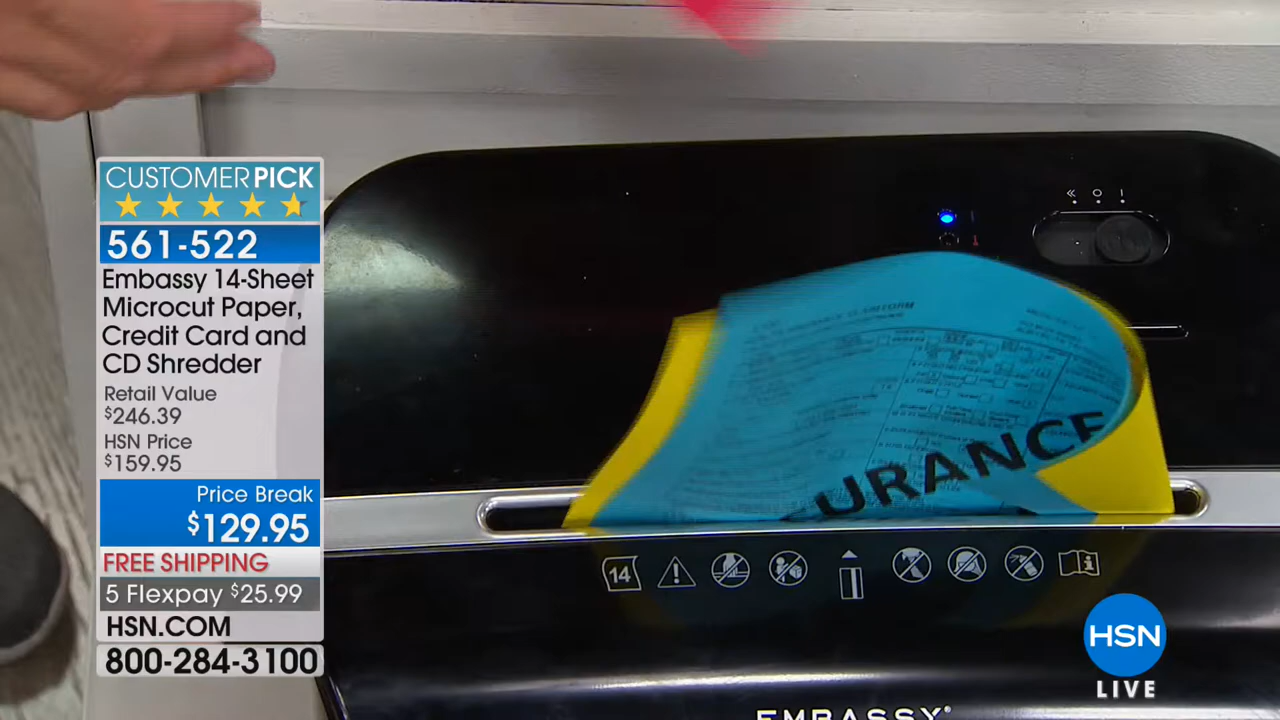 CUSTOMER PICK
561-522
Embassy 14-Sheet
Microcut Paper,
Credit Card and
CD Shredder
Retail Value
$246.39
HSN Price
$159.95
Price Break
$129.95
FREE SHIPPING
5 Flexpay $25.99
HSN.COM
800-284-3100
URANCE
14
HSN
LIVE
EMBASSY®